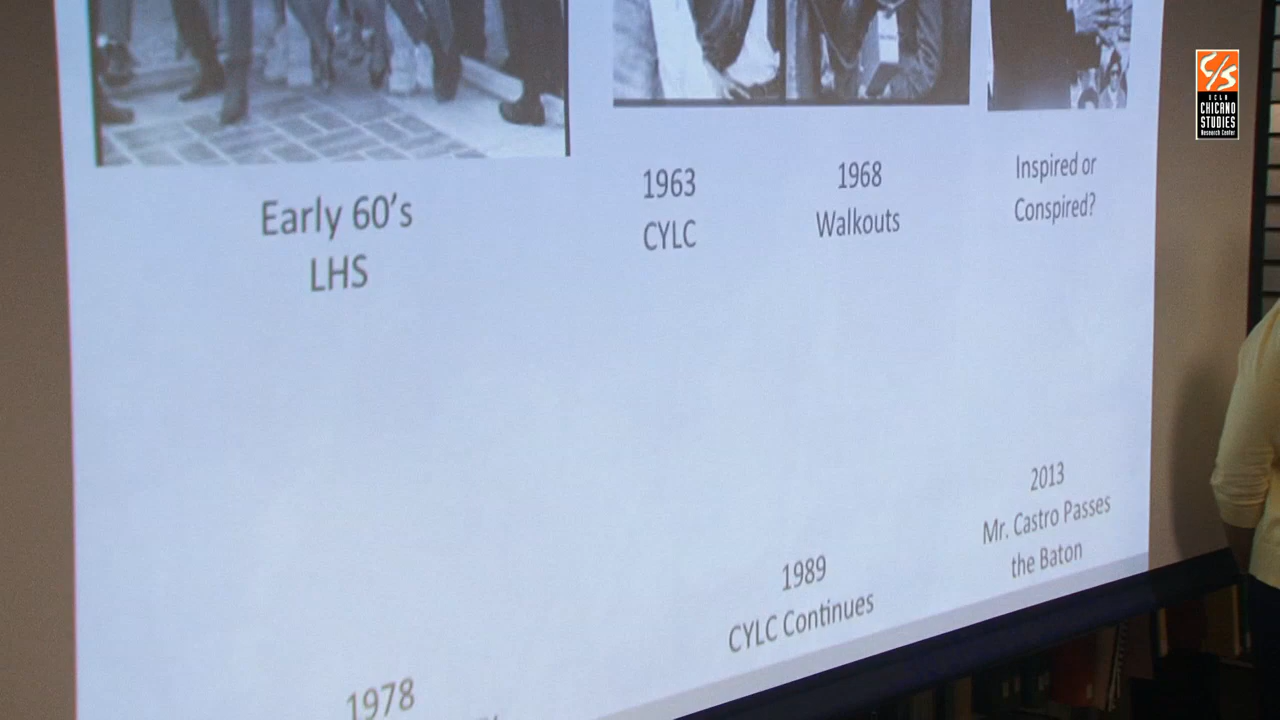 Early 60's
LHS
1963
CYLC
1968
Walkouts
Inspired or
Conspired?
2013
Mr. Castro Passes
the Baton
1989
CYLC Continues
1978
C/S
UCLA
CHICANO
STUDIES
Research Center